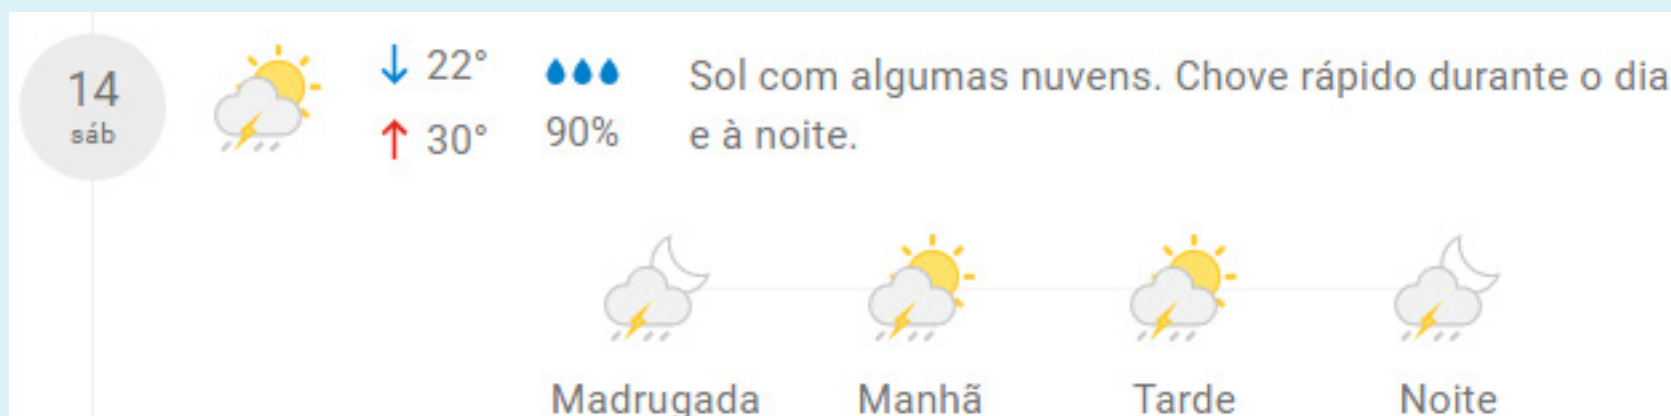 14
sáb
22°
30°
90%
Sol com algumas nuvens. Chove rápido durante o dia
e à noite.
Madrugada
Manhã
Tarde
Noite